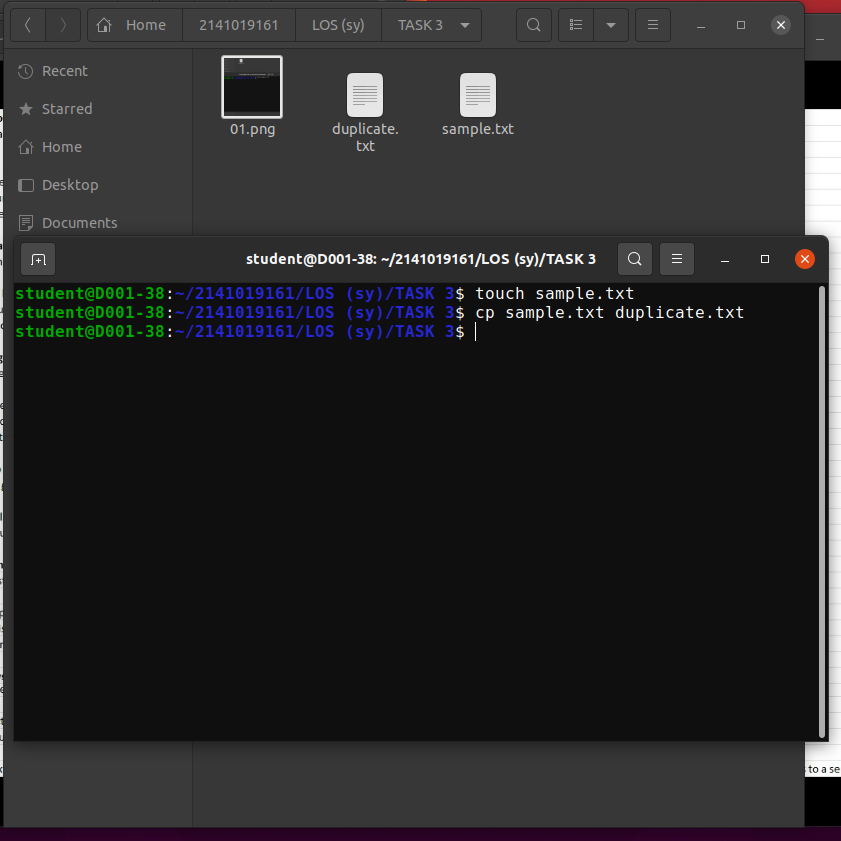 Home 2141019161 LOS (sy) TASK 3
Recent
Starred
Home
Desktop
Documents
01.png
duplicate.
txt
sample.txt
student@D001-38: ~/2141019161/LOS (sy)/TASK 3
student@D001-38:~/2141019161/LOS (sy)/TASK 3$ touch sample.txt
student@D001-38:~/2141019161/LOS (sy)/TASK 3$ cp sample.txt duplicate.txt
student@D001-38:~/2141019161/LOS (sy)/TASK 3$
to a se